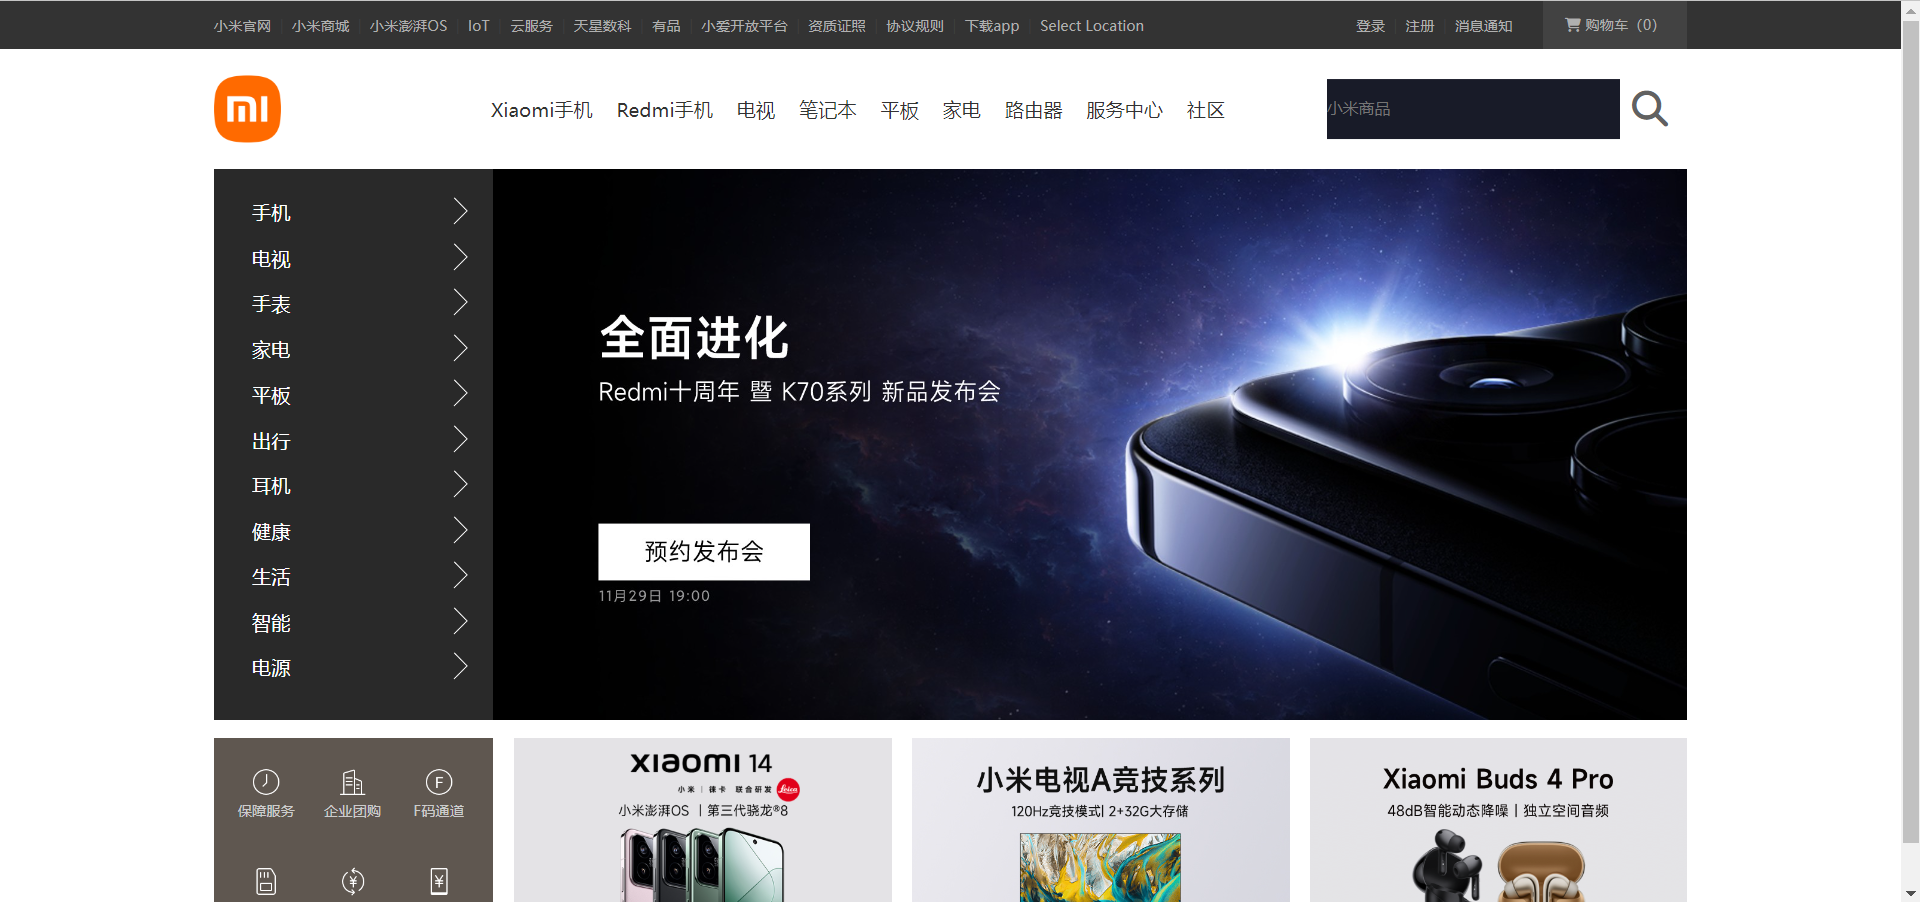 小米官网 小米商城 小米澎湃OS IoT 云服务 天星数科 有品 小爱开放平台 资质证照 协议规则 下载app Select Location 登录 注册 消息通知 购物车（0）
Xiaomi手机 Redmi手机 电视 笔记本 平板 家电 路由器 服务中心 社区 小米商品
手机
电视
手表
家电
平板
出行
耳机
健康
生活
智能
电源
全面进化
Redmi十周年 暨 K70系列 新品发布会
预约发布会
11月29日 19:00
保障服务 企业团购 F码通道
xiaomi 14
小米 | 徕卡 联合研发 Leica
小米澎湃OS | 第三代骁龙®8
小米电视A竞技系列
120Hz竞技模式| 2+32G大存储
Xiaomi Buds 4 Pro
48dB智能动态降噪 | 独立空间音频